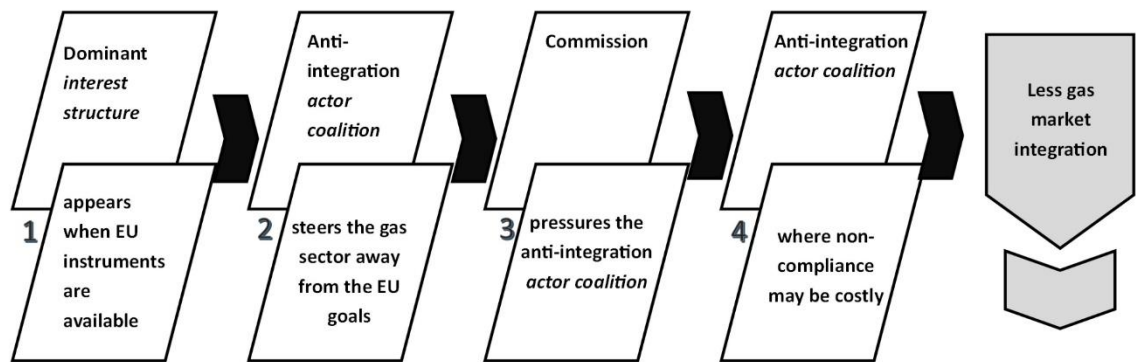 Dominant
interest
structure
1
appears
when EU
instruments
are
available
Anti-
integration
actor
coalition
2
steers the gas
sector away
from the EU
goals
Commission
3
pressures the
anti-integration
actor coalition
Anti-integration
actor coalition
4
where non-
compliance
may be costly
Less gas
market
integration